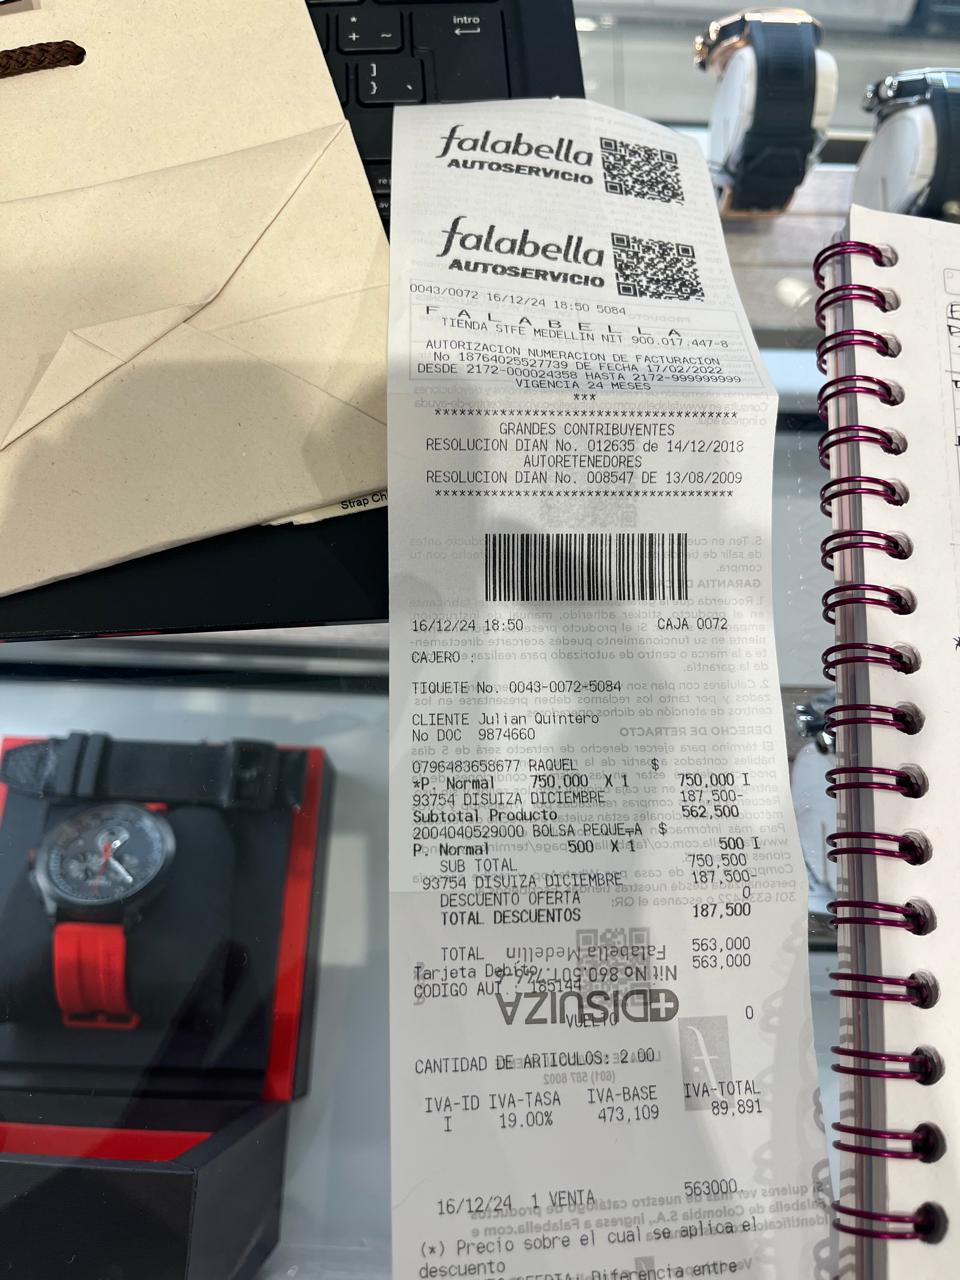 intro
falabella
AUTOSERVICIO
falabella
AUTOSERVICIO
0043/0072 16/12/24 18:50 5084
F A L A B E L L A
TIENDA STFE MEDELLIN NIT 900.017.447-8
AUTORIZACION NUMERACION DE FACTURACION
No 18764025527739 DE FECHA 17/02/2022
DESDE 2172-000024358 HASTA 2172-999999999
VIGENCIA 24 MESES
***
**************************************
GRANDES CONTRIBUYENTES
RESOLUCION DIAN No. 012635 de 14/12/2018
AUTORETENEDORES
RESOLUCION DIAN No. 008547 DE 13/08/2009
**************************************
Strap Ch
16/12/24 18:50 CAJA 0072
CAJERO :
TIQUETE No. 0043-0072-5084
CLIENTE Julian Quintero
No DOC 9874660
0796483658677 RAQUEL $
*P. Normal 750.000 X 1 750,000 I
93754 DISUIZA DICIEMBRE 187,500-
Subtotal Producto 562,500
2004040529000 BOLSA PEQUE¬A $
P. Normal 500 X 1 500 I
SUB TOTAL 750,500
93754 DISUIZA DICIEMBRE 187,500-
DESCUENTO OFERTA 0
TOTAL DESCUENTOS 187,500
TOTAL 563,000
Tarjeta Debito 563,000
CODIGO AUT : 185144
VUELTO 0
CANTIDAD DE ARTICULOS: 2.00
IVA-ID IVA-TASA IVA-BASE IVA-TOTAL
I 19.00% 473,109 89,891
16/12/24 1 VENTA 563000
(*) Precio sobre el cual se aplica el
descuento
Diferencia entre